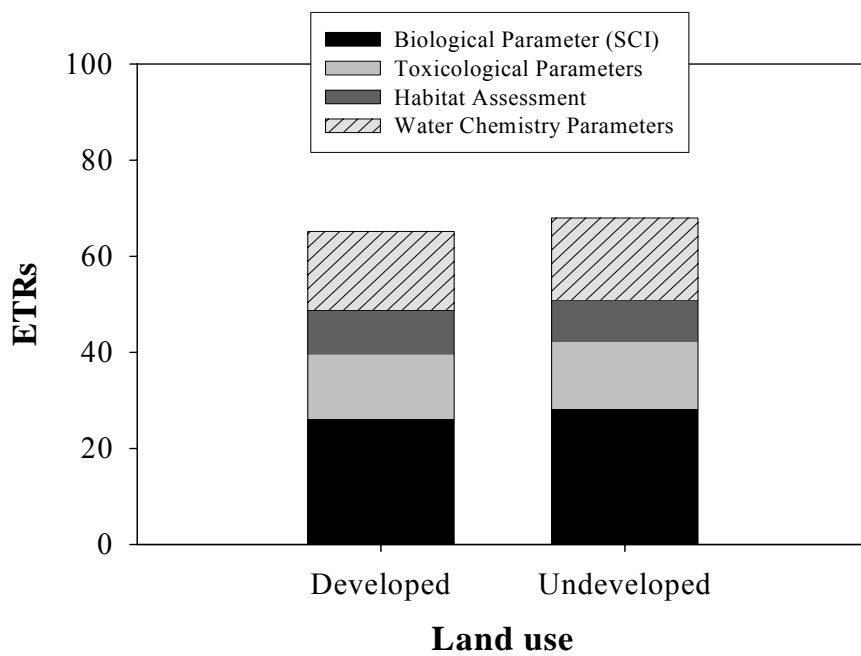 Biological Parameter (SCI)
Toxicological Parameters
Habitat Assessment
Water Chemistry Parameters
100
80
60
40
20
0
ETRs
Developed Undeveloped
Land use